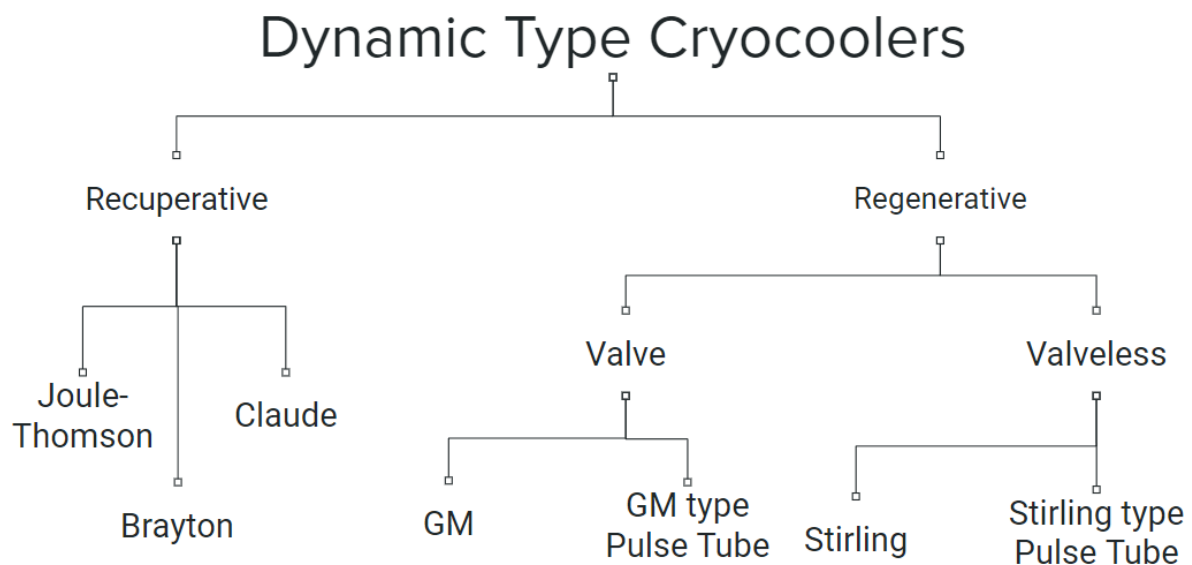 Dynamic Type Cryocoolers
Recuperative
Regenerative
Valve
Valveless
Joule-
Thomson
Claude
Brayton
GM
GM type
Pulse Tube
Stirling
Stirling type
Pulse Tube